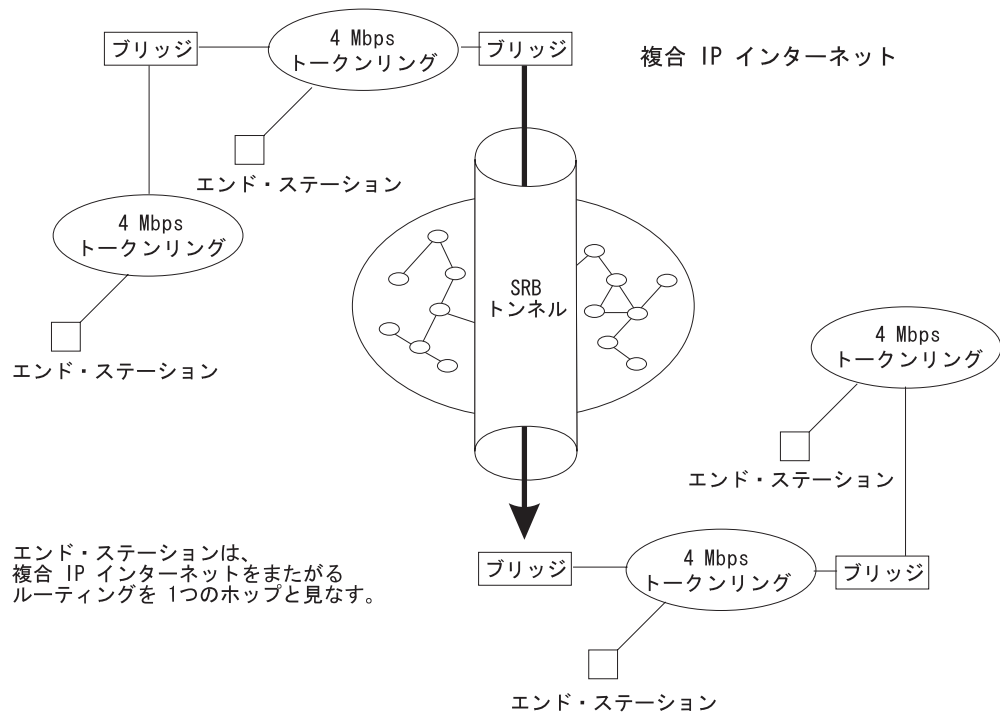 ブリッジ
4 Mbps
トークンリング
ブリッジ
複合 IP インターネット
エンド・ステーション
4 Mbps
トークンリング
エンド・ステーション
SRB
トンネル
4 Mbps
トークンリング
エンド・ステーション
エンド・ステーションは、
複合 IP インターネットをまたがる
ルーティングを 1つのホップと見なす。
ブリッジ
4 Mbps
トークンリング
ブリッジ
エンド・ステーション